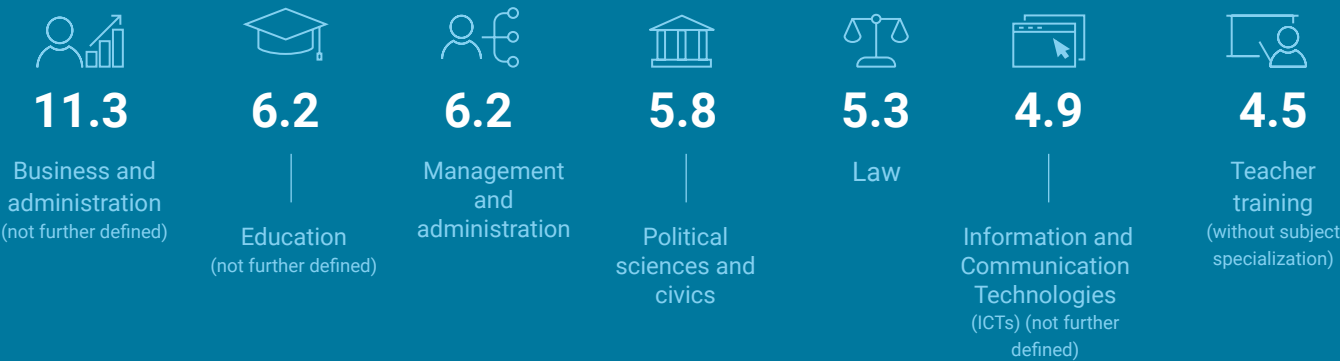 11.3
Business and
administration
(not further defined)
6.2
Education
(not further defined)
6.2
Management
and
administration
5.8
Political
sciences and
civics
5.3
Law
4.9
Information and
Communication
Technologies
(ICTs) (not further
defined)
4.5
Teacher
training
(without subject
specialization)